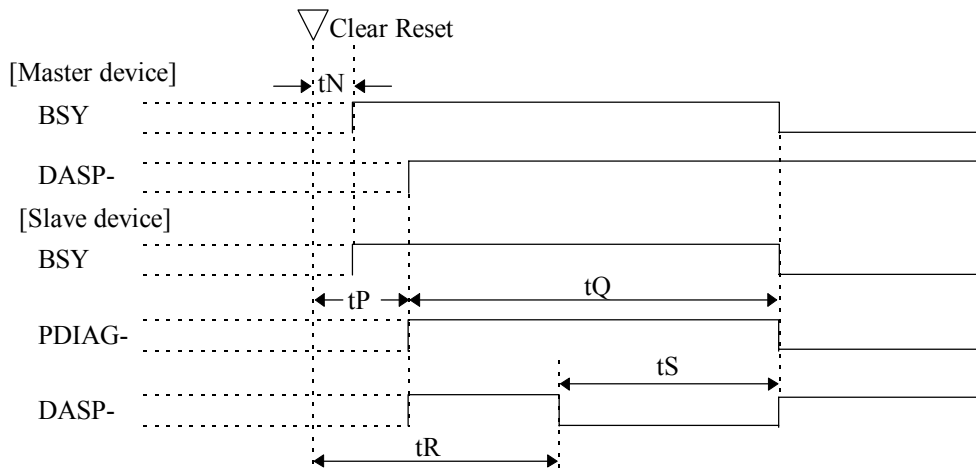 Clear Reset
tN
[Master device]
BSY
DASP-
[Slave device]
BSY
tP
tQ
PDIAG-
tS
DASP-
tR